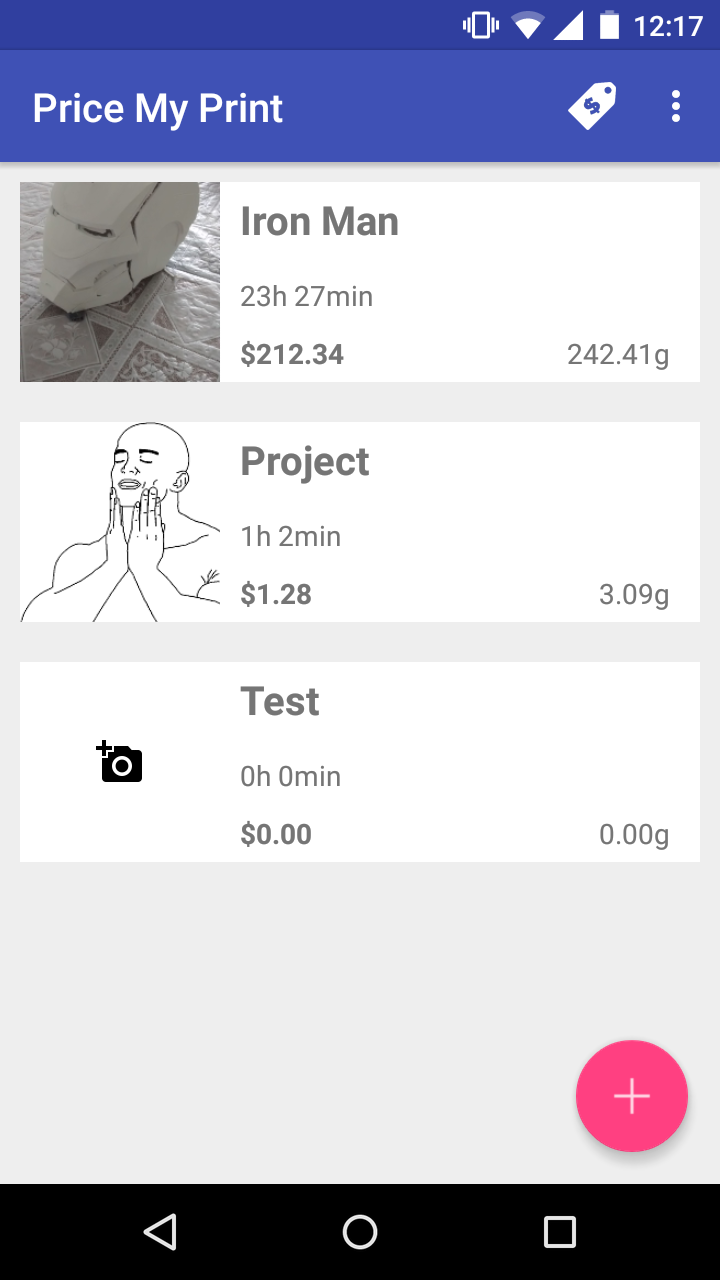 12:17
Price My Print
Iron Man
23h 27min
$212.34 242.41g
Project
1h 2min
$1.28 3.09g
Test
0h 0min
$0.00 0.00g